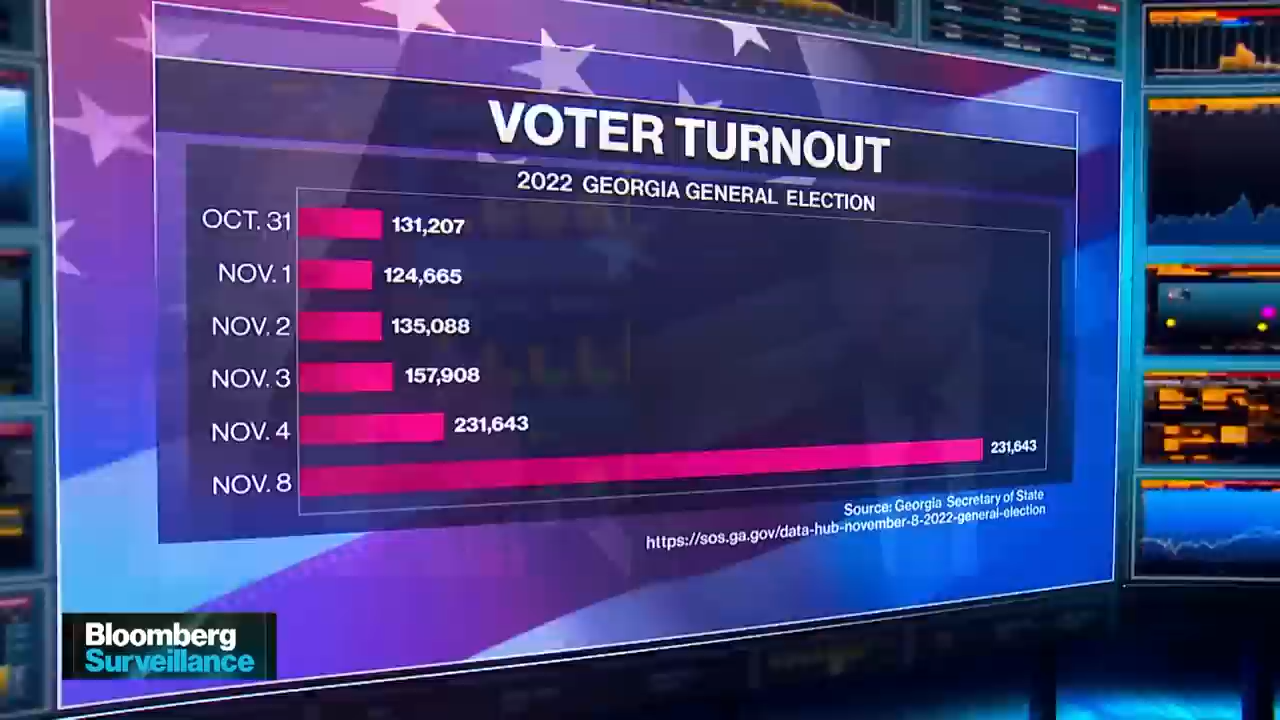 VOTER TURNOUT
2022 GEORGIA GENERAL ELECTION
OCT. 31 131,207
NOV. 1 124,665
NOV. 2 135,088
NOV. 3 157,908
NOV. 4 231,643
NOV. 8 231,643
Source: Georgia Secretary of State
https://sos.ga.gov/data-hub-november-8-2022-general-election
Bloomberg
Surveillance